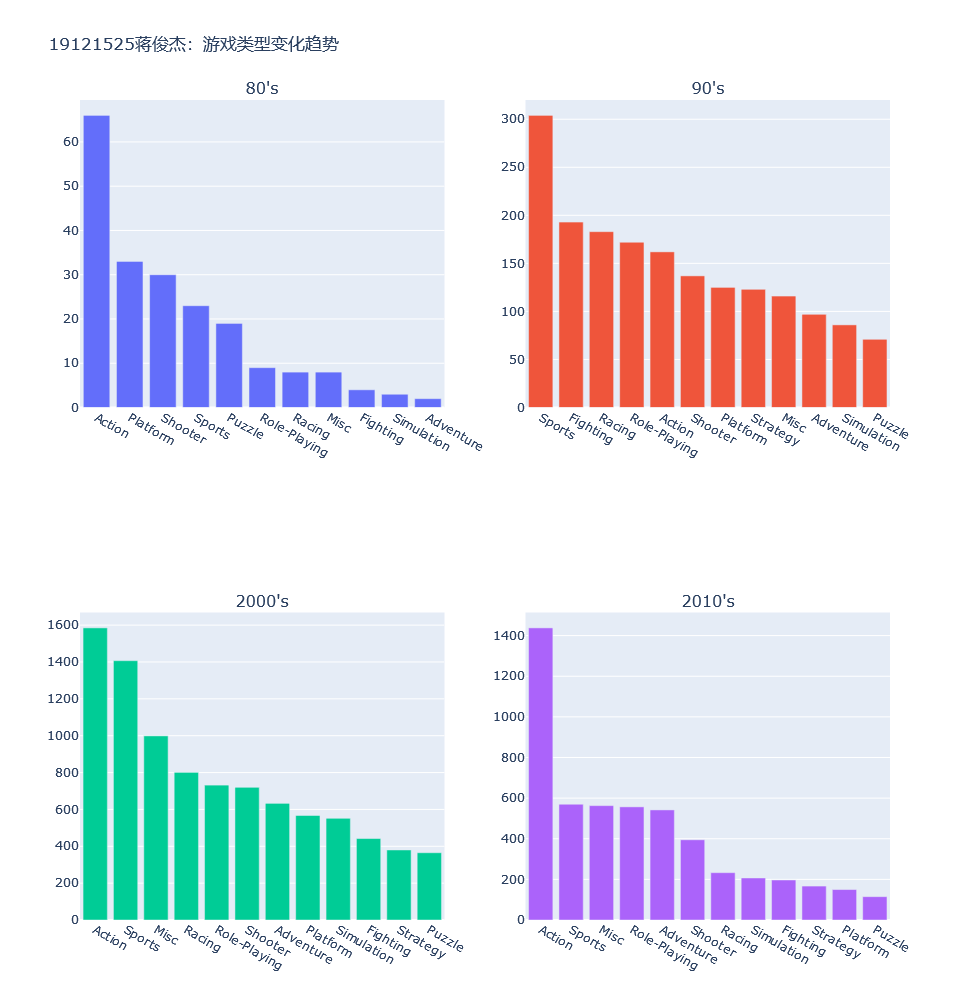 19121525蒋俊杰：游戏类型变化趋势
80's
60
50
40
30
20
10
0
Action
Platform
Shooter
Sports
Puzzle
Role-Playing
Racing
Misc
Fighting
Simulation
Adventure
90's
300
250
200
150
100
50
0
Sports
Fighting
Racing
Role-Playing
Action
Shooter
Platform
Strategy
Misc
Adventure
Simulation
Puzzle
2000's
1600
1400
1200
1000
800
600
400
200
0
Action
Sports
Misc
Racing
Role-Playing
Shooter
Adventure
Platform
Simulation
Fighting
Strategy
Puzzle
2010's
1400
1200
1000
800
600
400
200
0
Action
Sports
Misc
Role-Playing
Adventure
Shooter
Racing
Simulation
Fighting
Strategy
Platform
Puzzle